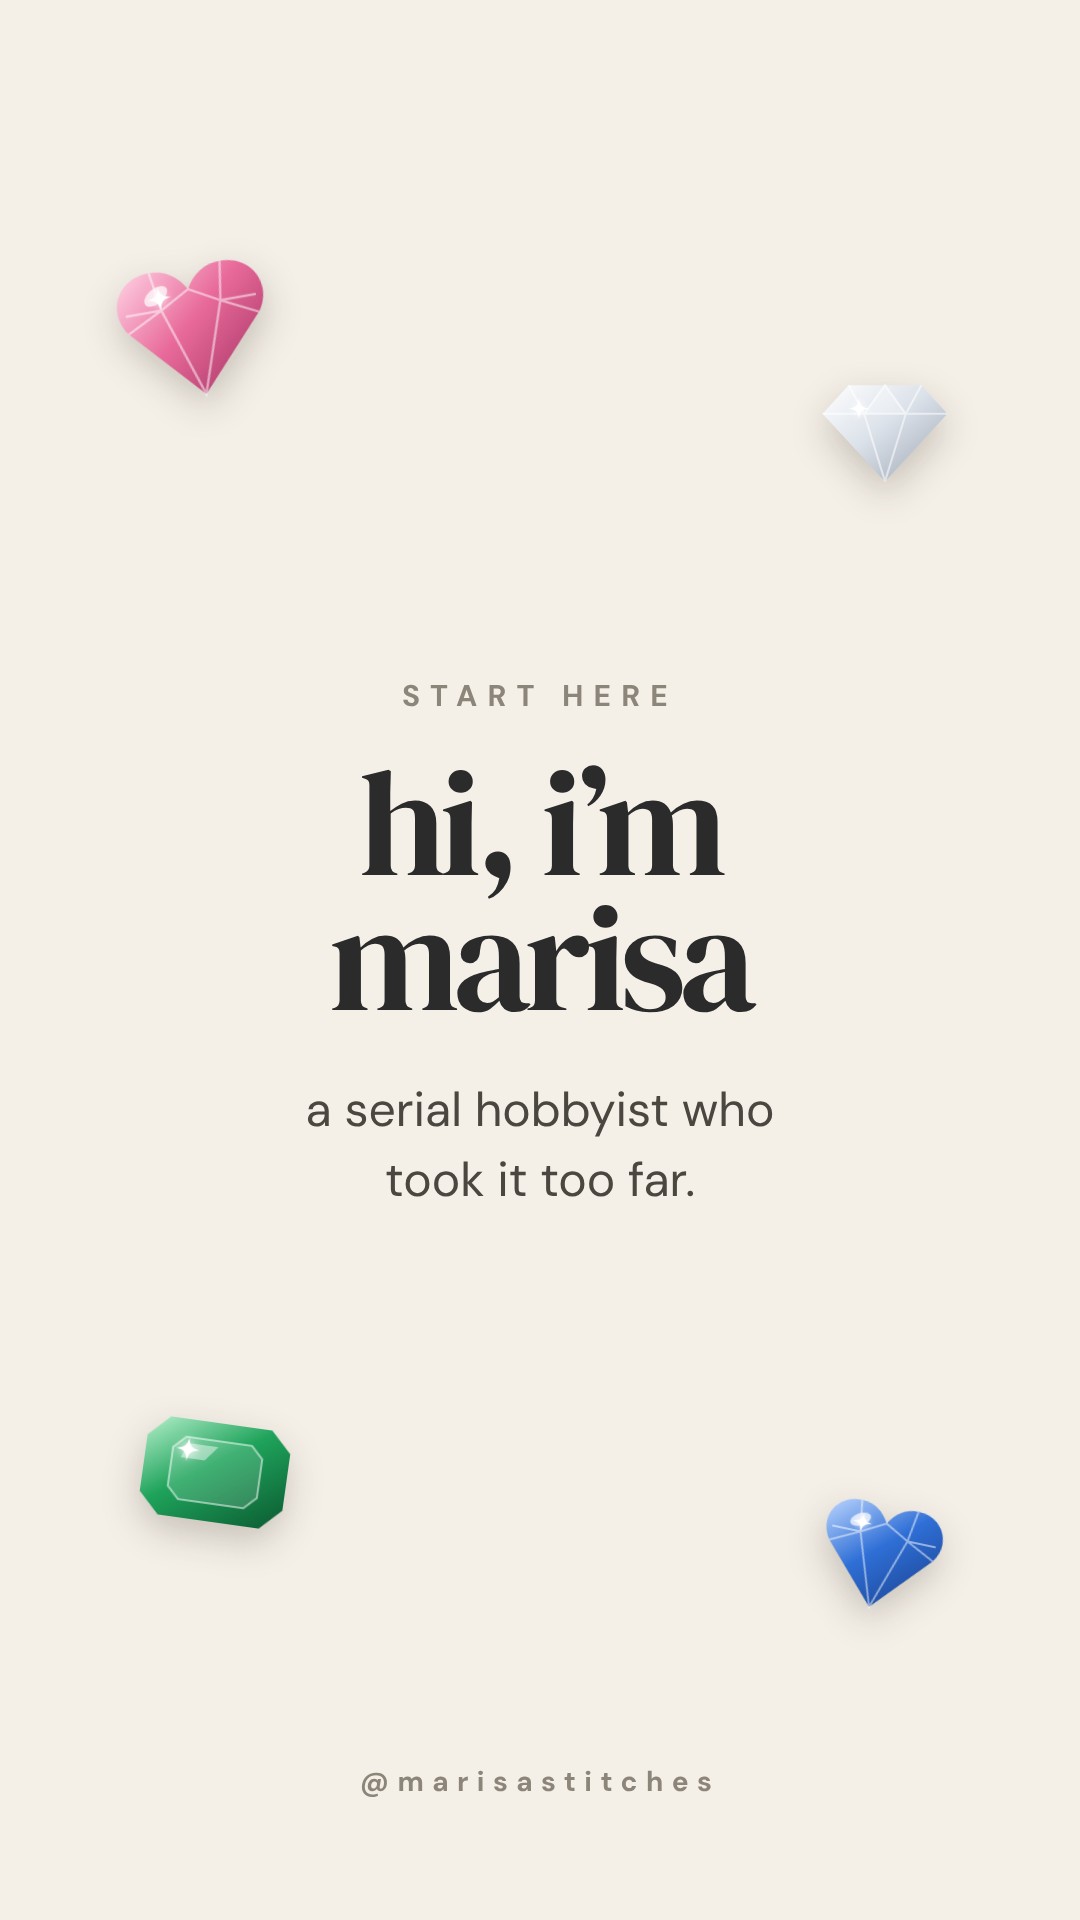 START HERE
hi, i’m
marisa
a serial hobbyist who
took it too far.
@marisastitches